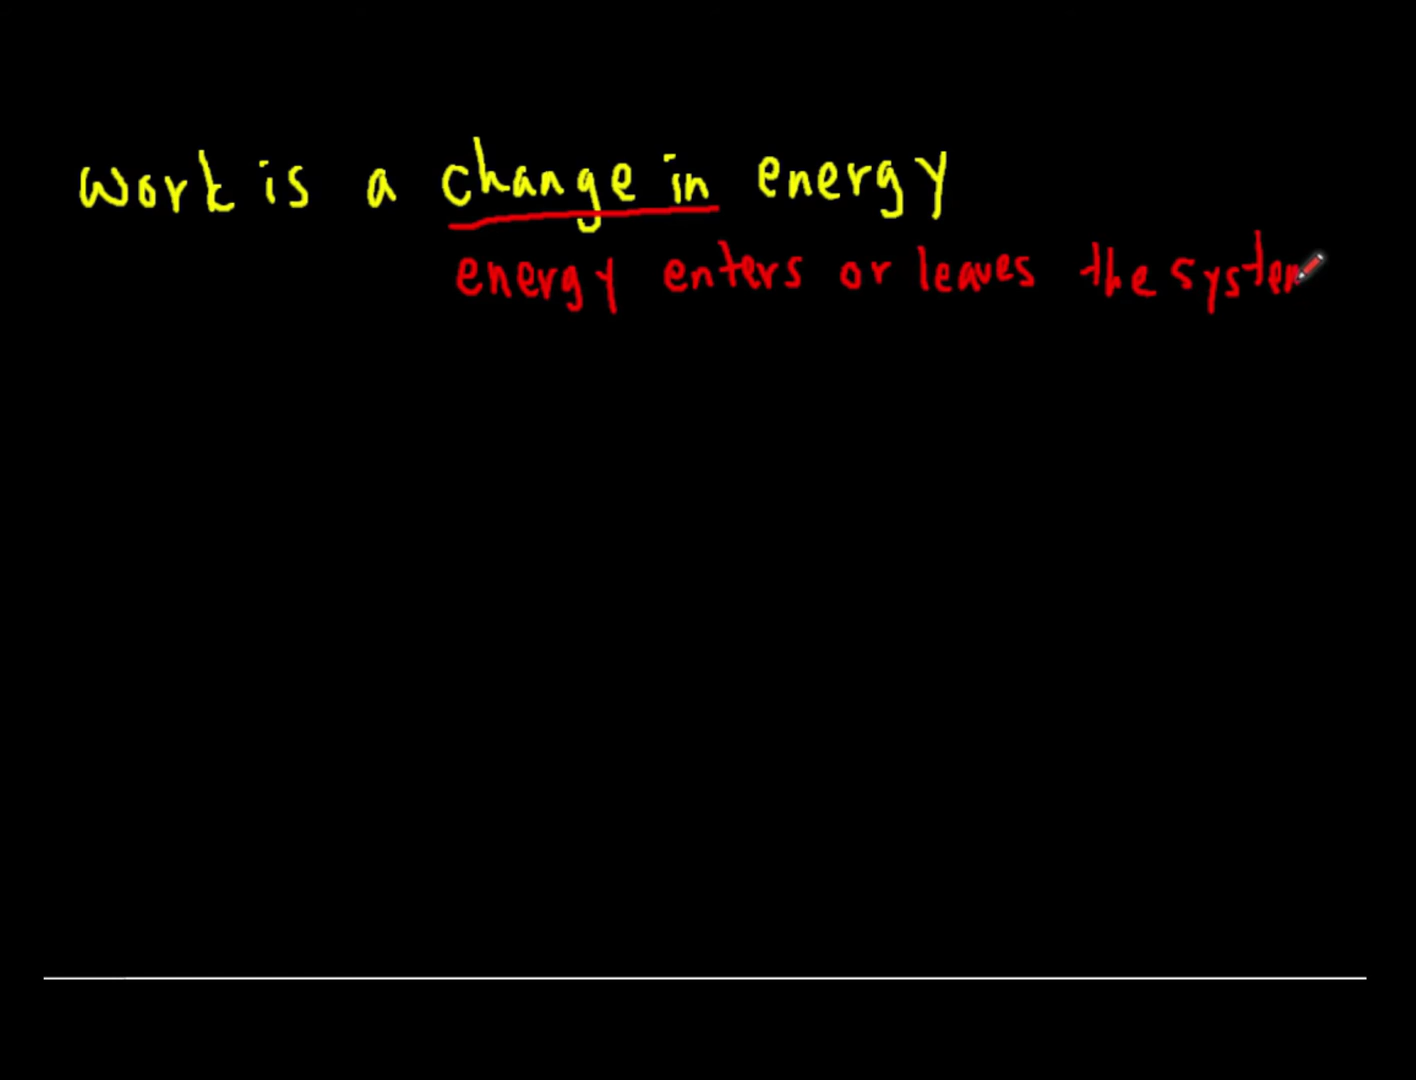 work is a change in energy
energy enters or leaves the system